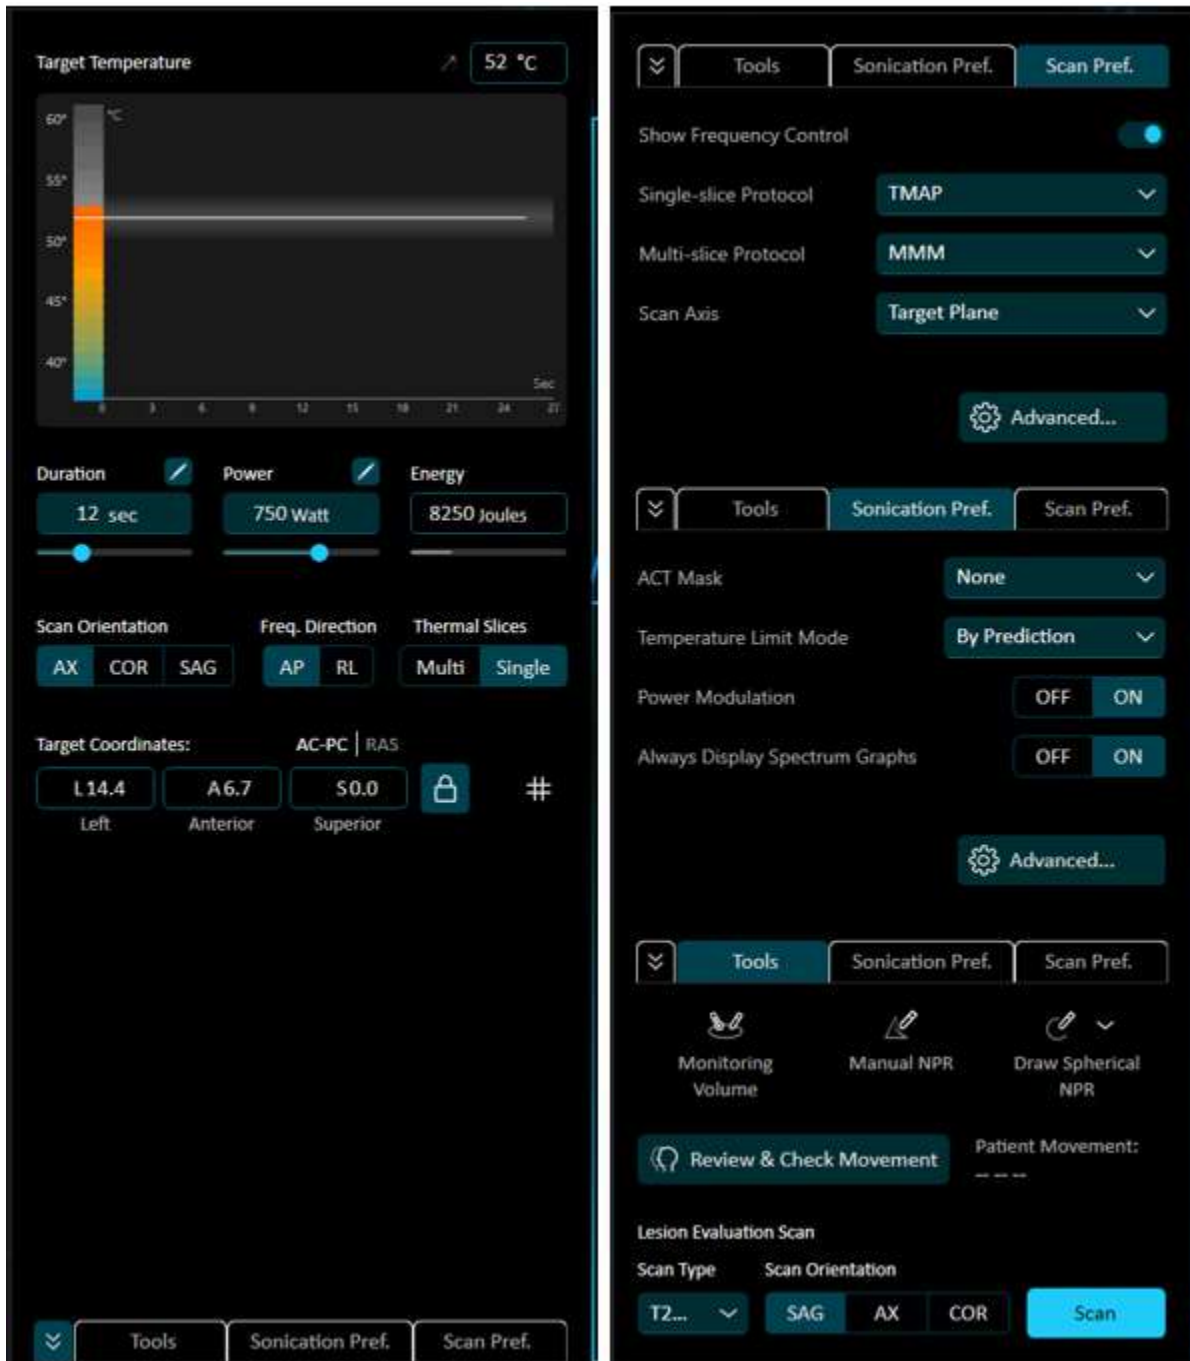 Target Temperature
52 °C
60°
°C
55°
50°
45°
40°
Sec
0 3 6 9 12 15 18 21 24 27
Duration
Power
Energy
12 sec
750 Watt
8250 Joules
Scan Orientation
Freq. Direction
Thermal Slices
AX COR SAG
AP RL
Multi Single
Target Coordinates:
AC-PC | RAS
L 14.4
A 6.7
S 0.0
#
Left
Anterior
Superior
Tools
Sonication Pref.
Scan Pref.
Tools
Sonication Pref.
Scan Pref.
Show Frequency Control
Single-slice Protocol
TMAP
Multi-slice Protocol
MMM
Scan Axis
Target Plane
Advanced...
Tools
Sonication Pref.
Scan Pref.
ACT Mask
None
Temperature Limit Mode
By Prediction
Power Modulation
OFF ON
Always Display Spectrum Graphs
OFF ON
Advanced...
Tools
Sonication Pref.
Scan Pref.
Monitoring
Volume
Manual NPR
Draw Spherical
NPR
Review & Check Movement
Patient Movement:
-- -- --
Lesion Evaluation Scan
Scan Type
Scan Orientation
T2...
SAG AX COR
Scan